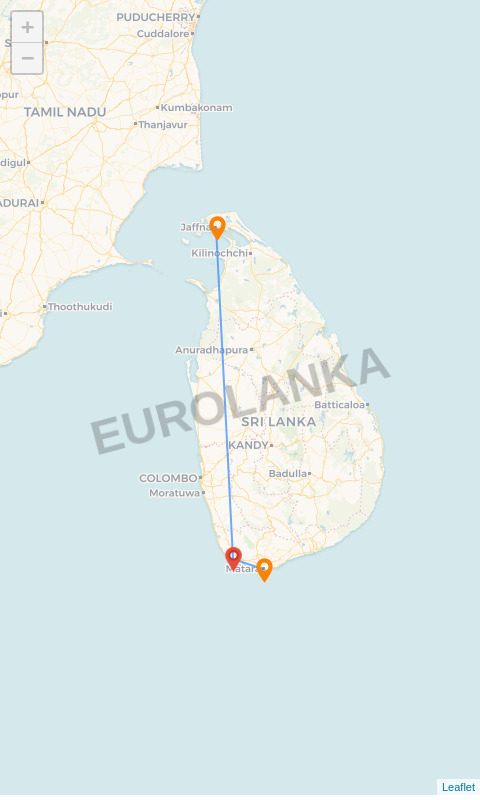 +
PUDUCHERRY
Cuddalore
−
TAMIL NADU
Kumbakonam
Thanjavur
digul
ADURAI
Jaffna
Kilinochchi
Thoothukudi
Anuradhapura
EUROLANKA
Batticaloa
SRI LANKA
KANDY
Badulla
COLOMBO
Moratuwa
Matara
Leaflet